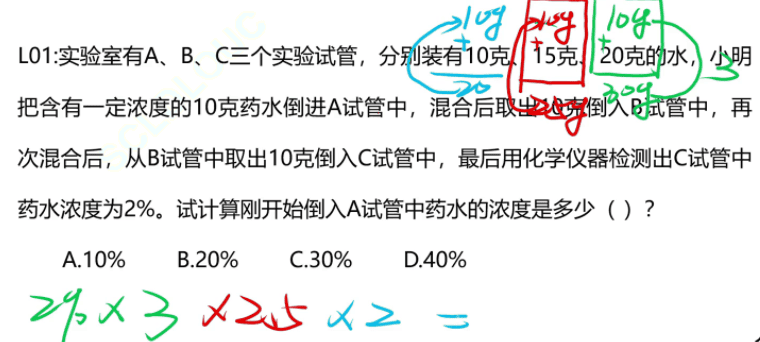 10g 10g 10g
+ + +
L01:实验室有A、B、C三个实验试管，分别装有10克、15克、20克的水，小明
20 25g 30g 3
把含有一定浓度的10克药水倒进A试管中，混合后取出10克倒入B试管中，再
次混合后，从B试管中取出10克倒入C试管中，最后用化学仪器检测出C试管中
药水浓度为2%。试计算刚开始倒入A试管中药水的浓度是多少（ ）？
A.10% B.20% C.30% D.40%
2% × 3 × 2.5 × 2 =